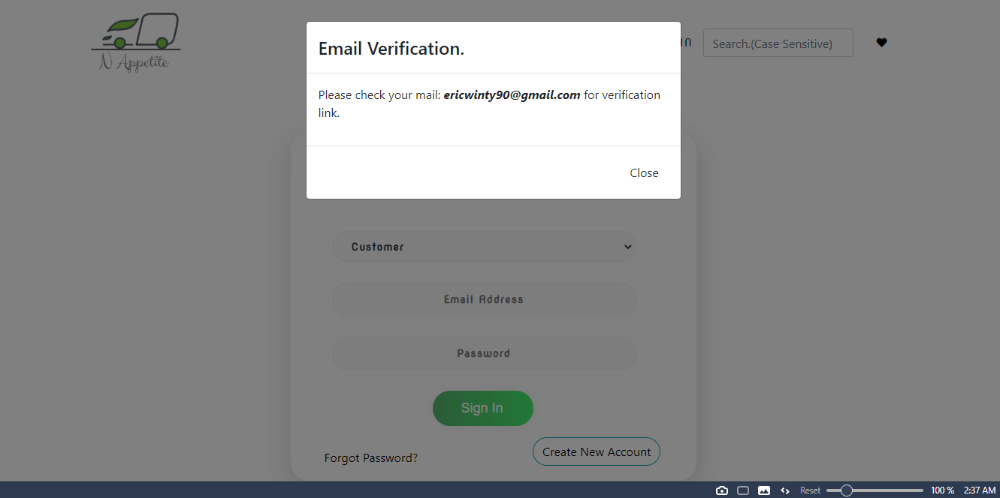 N Appetite
Email Verification.
In
Search.(Case Sensitive)
Please check your mail: ericwinty90@gmail.com for verification
link.
Close
Customer
Email Address
Password
Sign In
Forgot Password?
Create New Account
Reset
100 %
2:37 AM